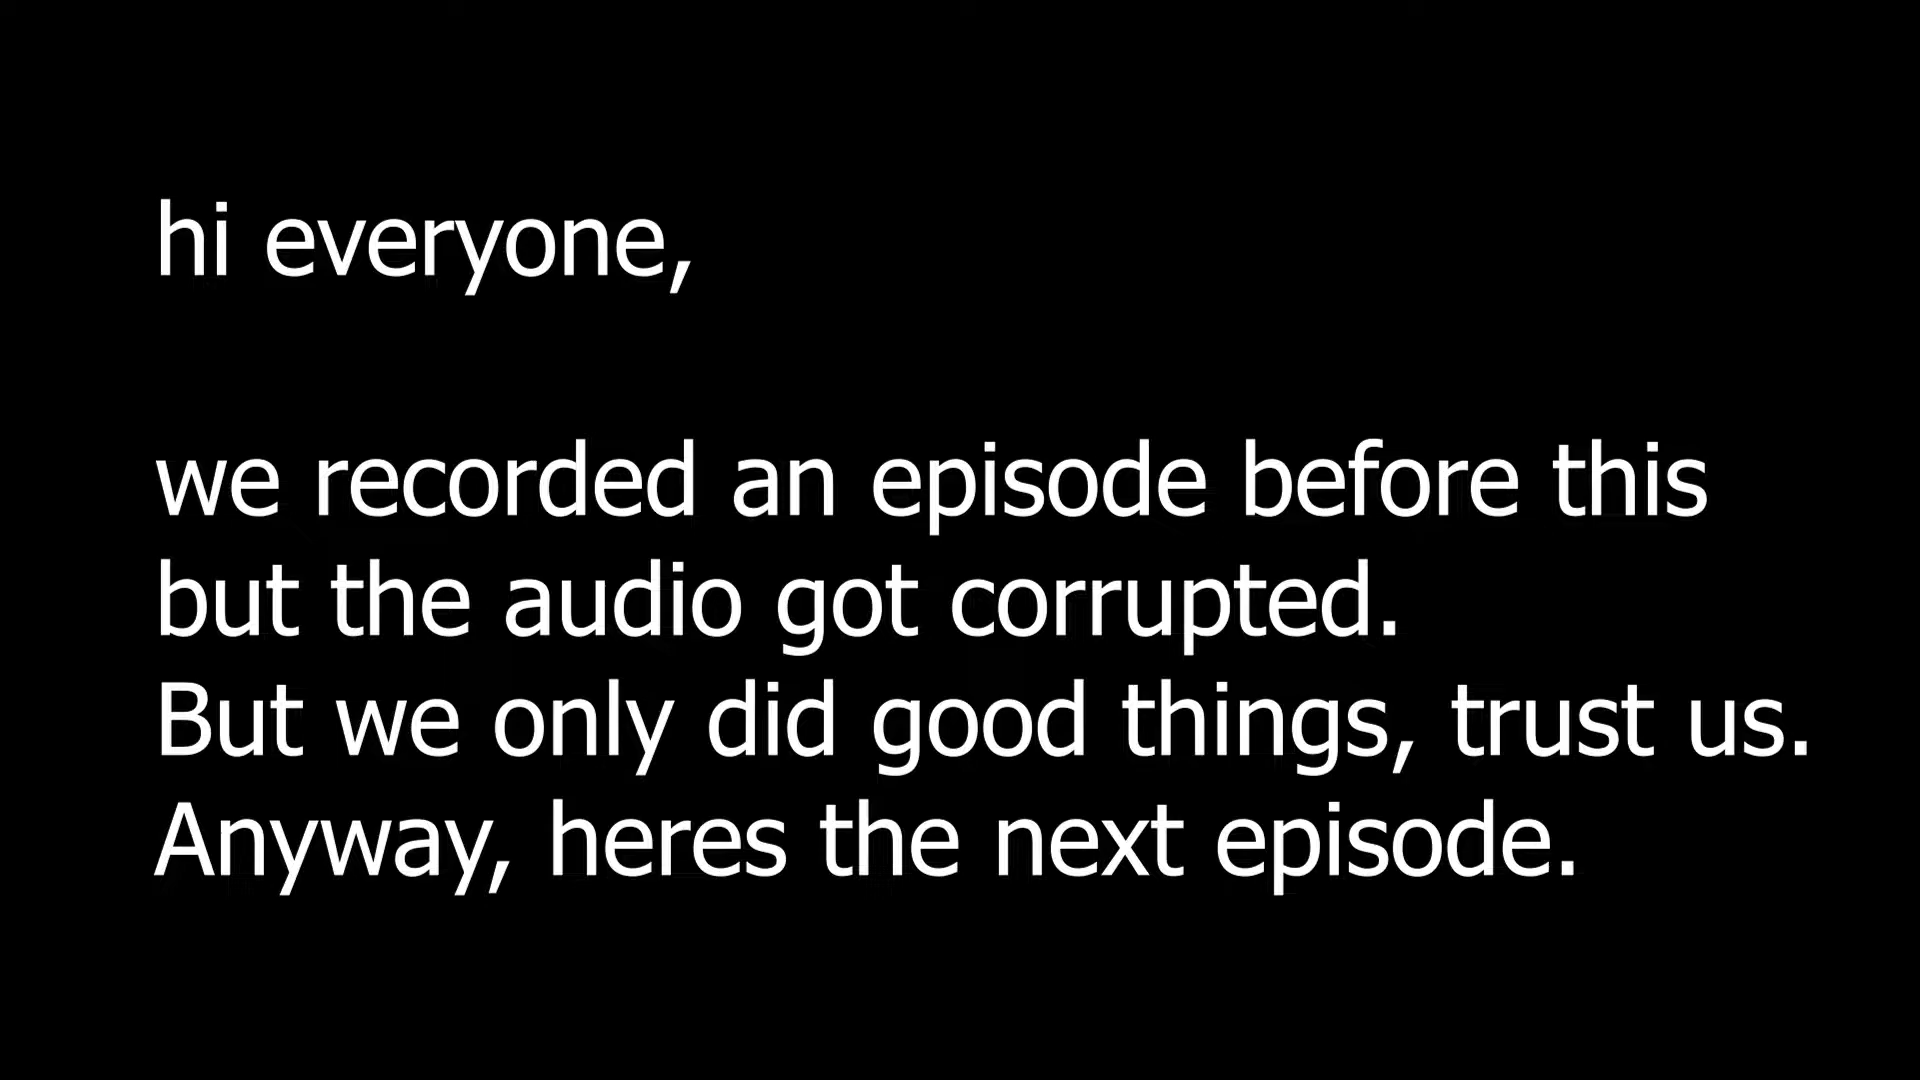 hi everyone,
we recorded an episode before this
but the audio got corrupted.
But we only did good things, trust us.
Anyway, heres the next episode.